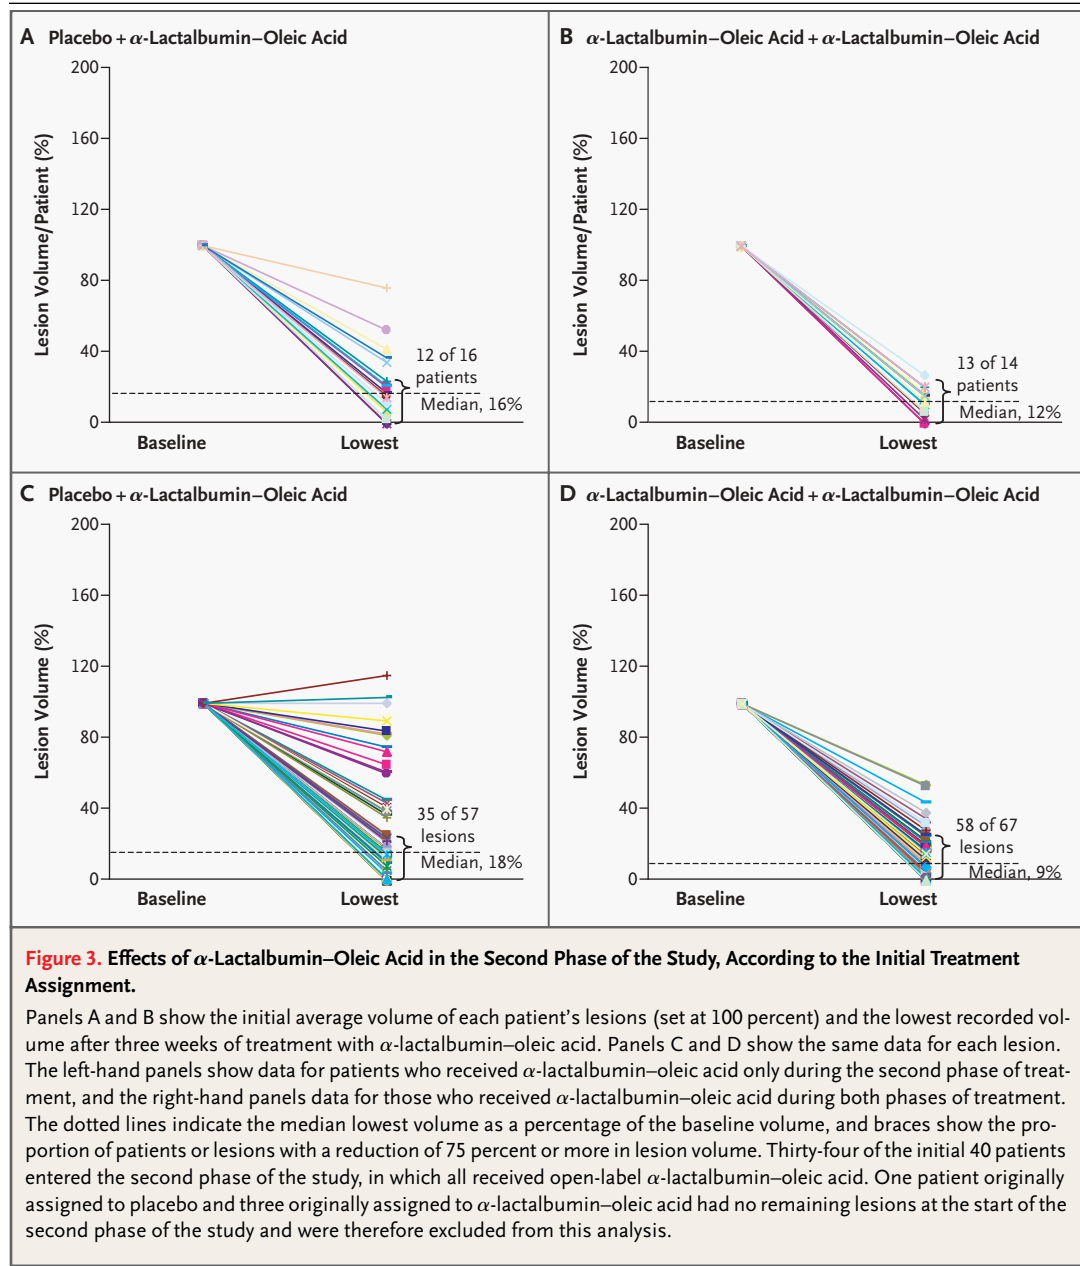 A Placebo + α-Lactalbumin–Oleic Acid
200
160
120
80
40
0
Lesion Volume/Patient (%)
12 of 16
patients
Median, 16%
Baseline
Lowest
B α-Lactalbumin–Oleic Acid + α-Lactalbumin–Oleic Acid
200
160
120
80
40
0
Lesion Volume/Patient (%)
13 of 14
patients
Median, 12%
Baseline
Lowest
C Placebo + α-Lactalbumin–Oleic Acid
200
160
120
80
40
0
Lesion Volume (%)
35 of 57
lesions
Median, 18%
Baseline
Lowest
D α-Lactalbumin–Oleic Acid + α-Lactalbumin–Oleic Acid
200
160
120
80
40
0
Lesion Volume (%)
58 of 67
lesions
Median, 9%
Baseline
Lowest
Figure 3. Effects of α-Lactalbumin–Oleic Acid in the Second Phase of the Study, According to the Initial Treatment
Assignment.
Panels A and B show the initial average volume of each patient's lesions (set at 100 percent) and the lowest recorded vol-
ume after three weeks of treatment with α-lactalbumin–oleic acid. Panels C and D show the same data for each lesion.
The left-hand panels show data for patients who received α-lactalbumin–oleic acid only during the second phase of treat-
ment, and the right-hand panels data for those who received α-lactalbumin–oleic acid during both phases of treatment.
The dotted lines indicate the median lowest volume as a percentage of the baseline volume, and braces show the pro-
portion of patients or lesions with a reduction of 75 percent or more in lesion volume. Thirty-four of the initial 40 patients
entered the second phase of the study, in which all received open-label α-lactalbumin–oleic acid. One patient originally
assigned to placebo and three originally assigned to α-lactalbumin–oleic acid had no remaining lesions at the start of the
second phase of the study and were therefore excluded from this analysis.